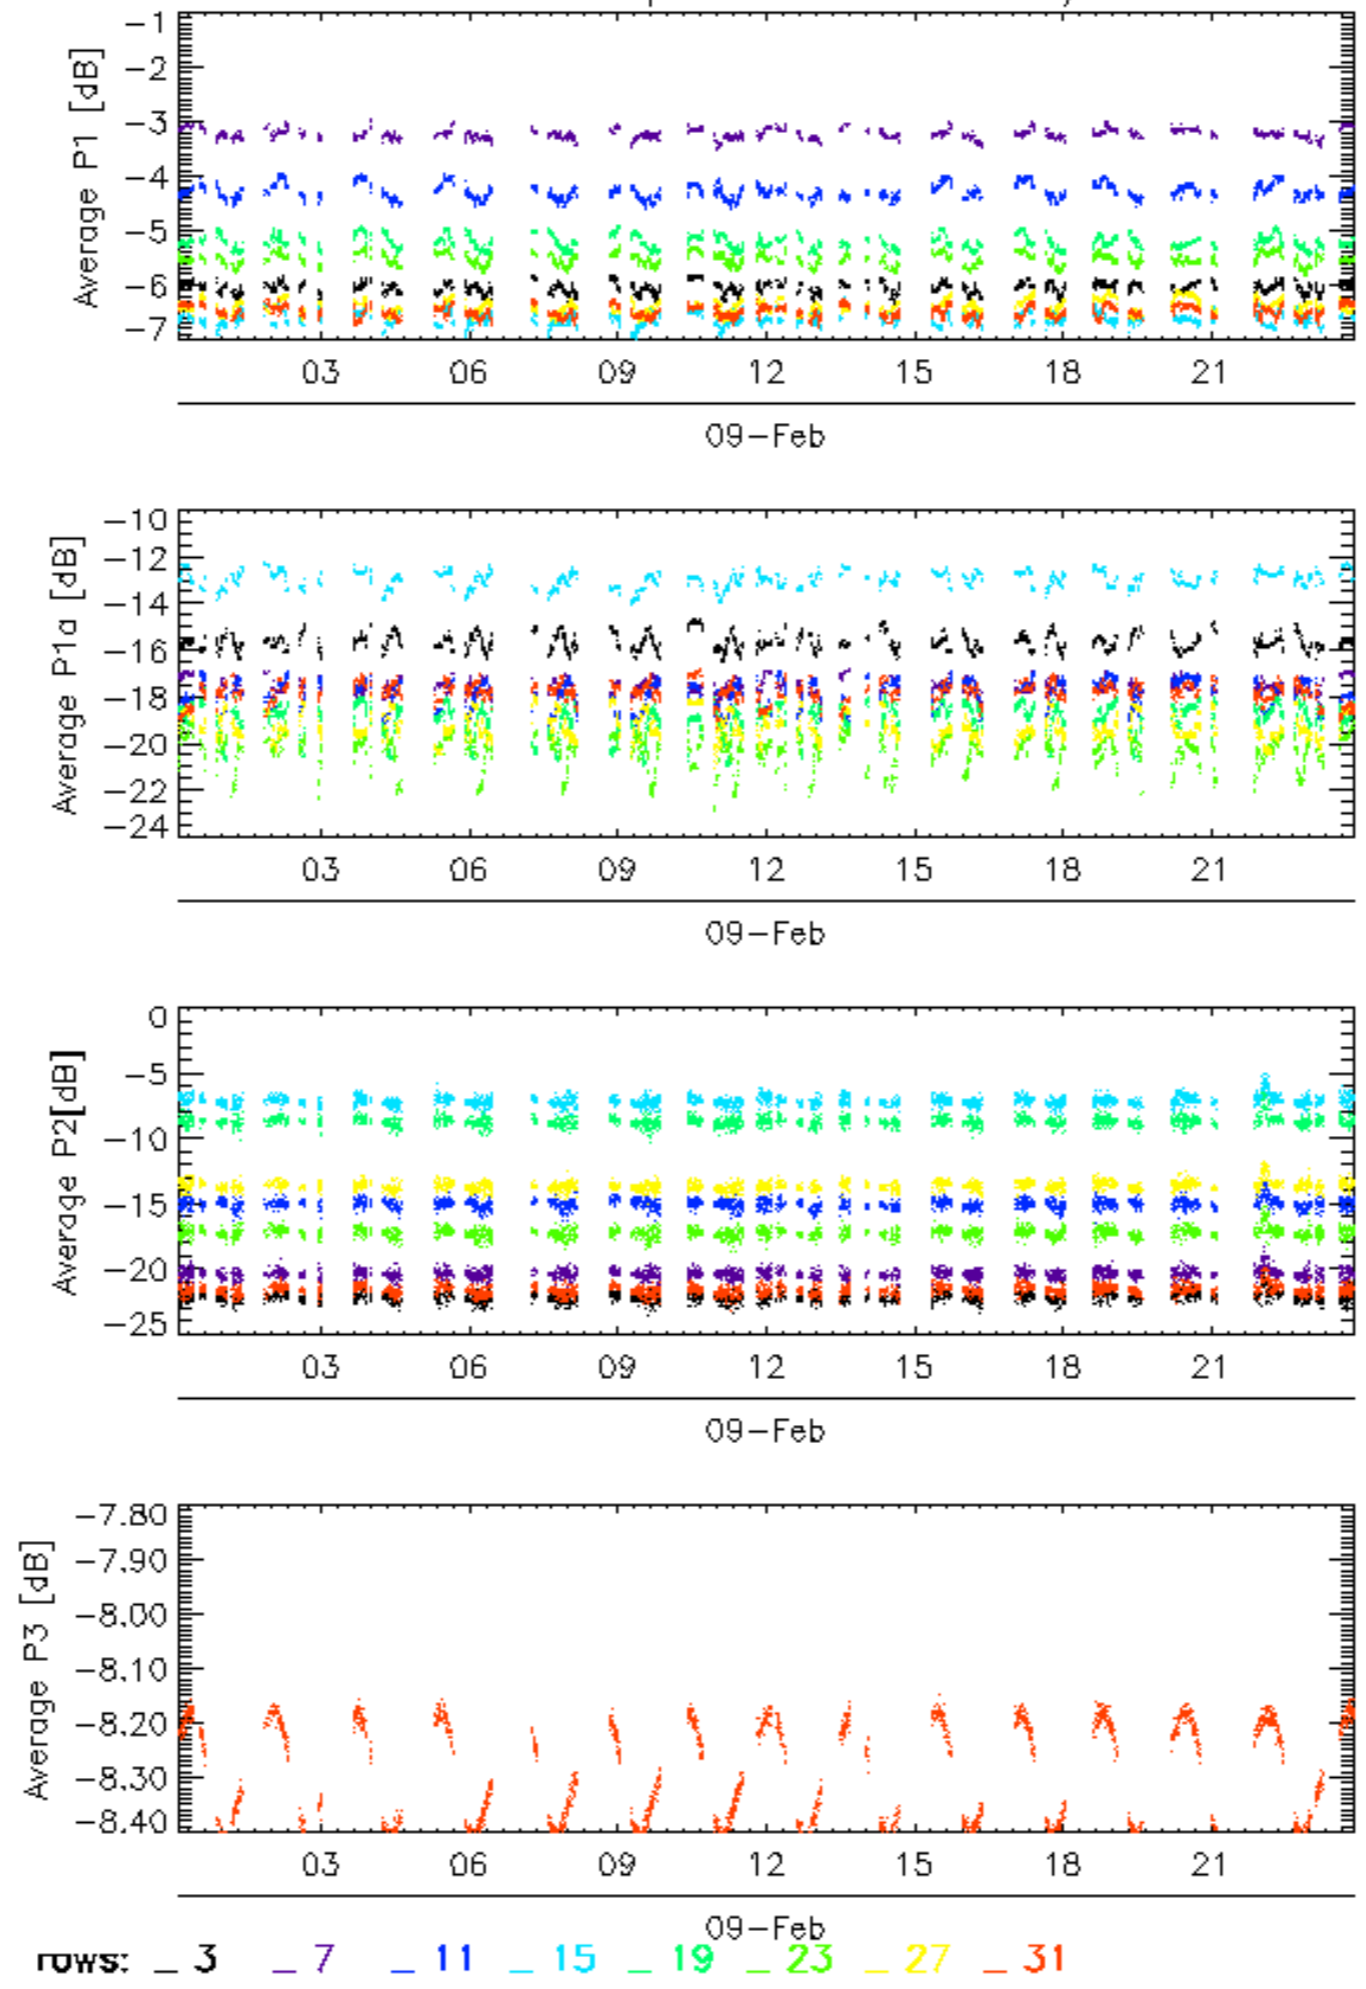 Average P1 [dB]
-1
-2
-3
-4
-5
-6
-7
03 06 09 12 15 18 21
09-Feb
Average P1a [dB]
-10
-12
-14
-16
-18
-20
-22
-24
03 06 09 12 15 18 21
09-Feb
Average P2[dB]
0
-5
-10
-15
-20
-25
03 06 09 12 15 18 21
09-Feb
Average P3 [dB]
-7.80
-7.90
-8.00
-8.10
-8.20
-8.30
-8.40
03 06 09 12 15 18 21
09-Feb
rows: _ 3 _ 7 _ 11 _ 15 _ 19 _ 23 _ 27 _ 31